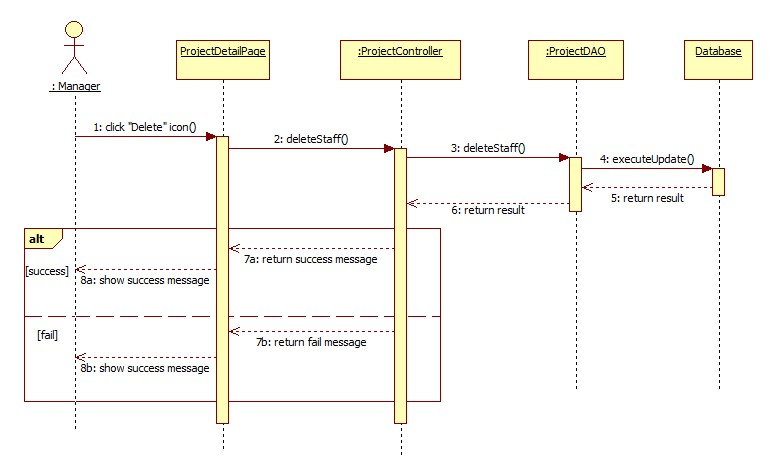 ProjectDetailPage
:ProjectController
:ProjectDAO
Database
: Manager
1: click "Delete" icon()
2: deleteStaff()
3: deleteStaff()
4: executeUpdate()
5: return result
6: return result
alt
7a: return success message
[success]
8a: show success message
[fail]
7b: return fail message
8b: show success message